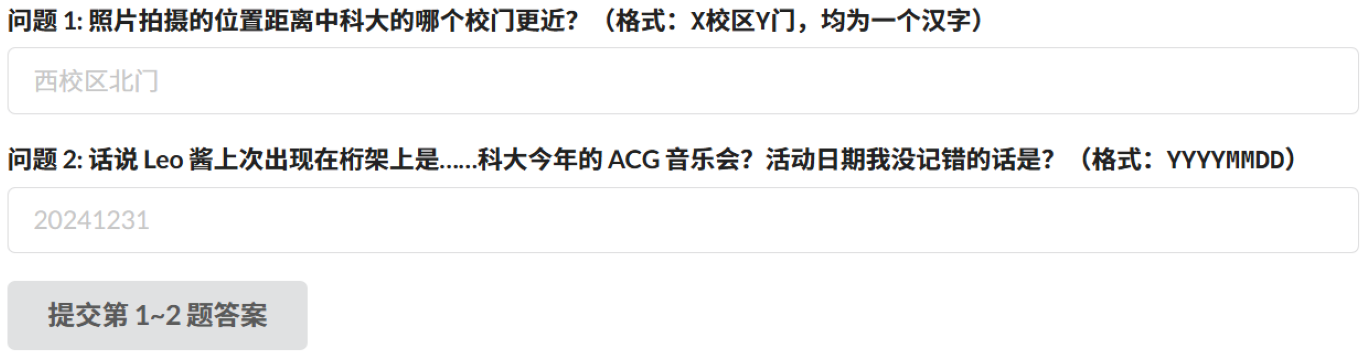 问题 1: 照片拍摄的位置距离中科大的哪个校门更近？（格式：X校区Y门，均为一个汉字）
西校区北门
问题 2: 话说 Leo 酱上次出现在桁架上是……科大今年的 ACG 音乐会？活动日期我没记错的话是？（格式：YYYYMMDD）
20241231
提交第 1~2 题答案